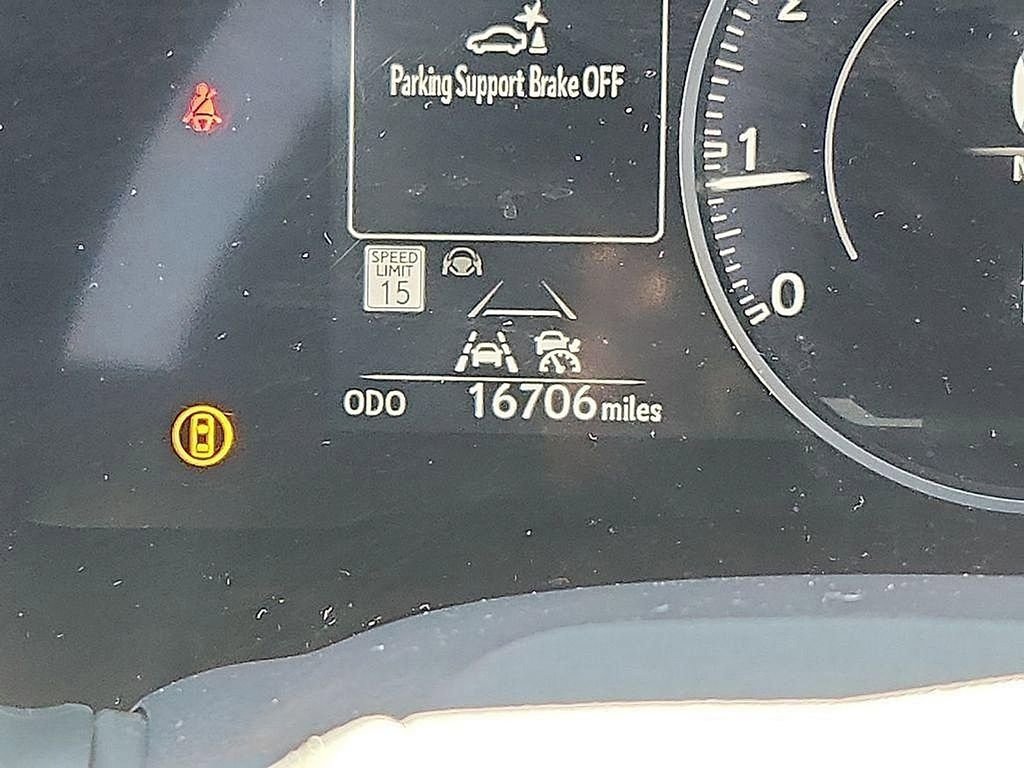 2
Parking Support Brake OFF
1
SPEED
LIMIT
15
0
ODO 16706 miles